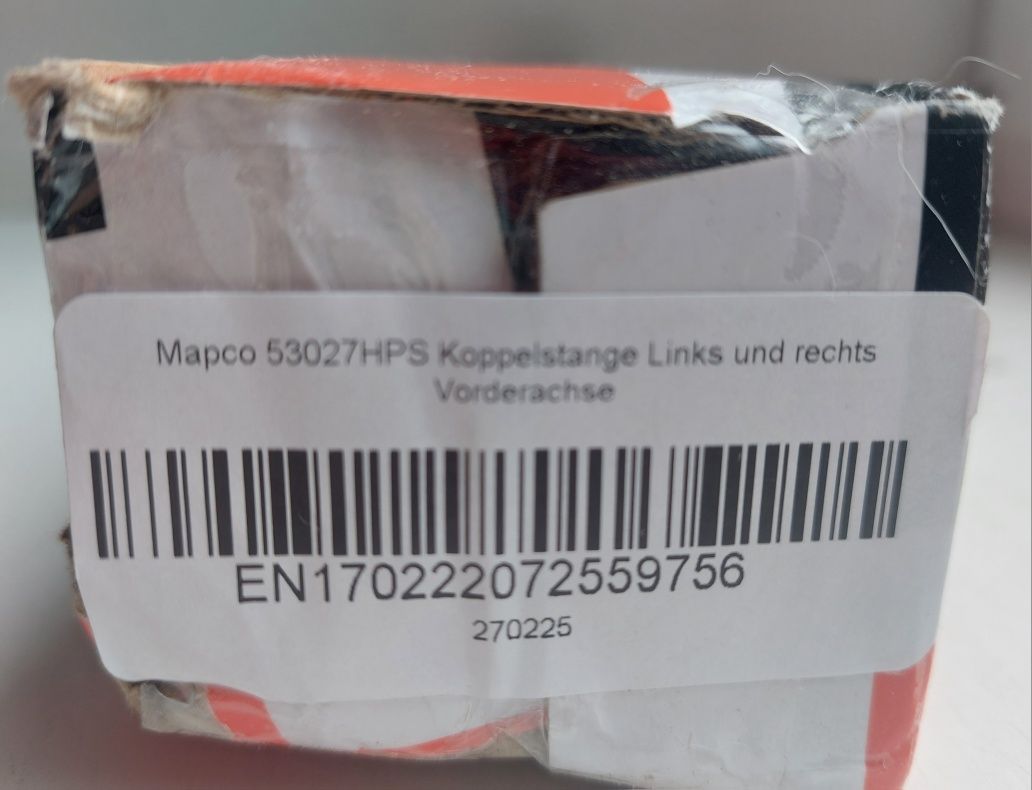 Mapco 53027HPS Koppelstange Links und rechts
Vorderachse
EN170222072559756
270225